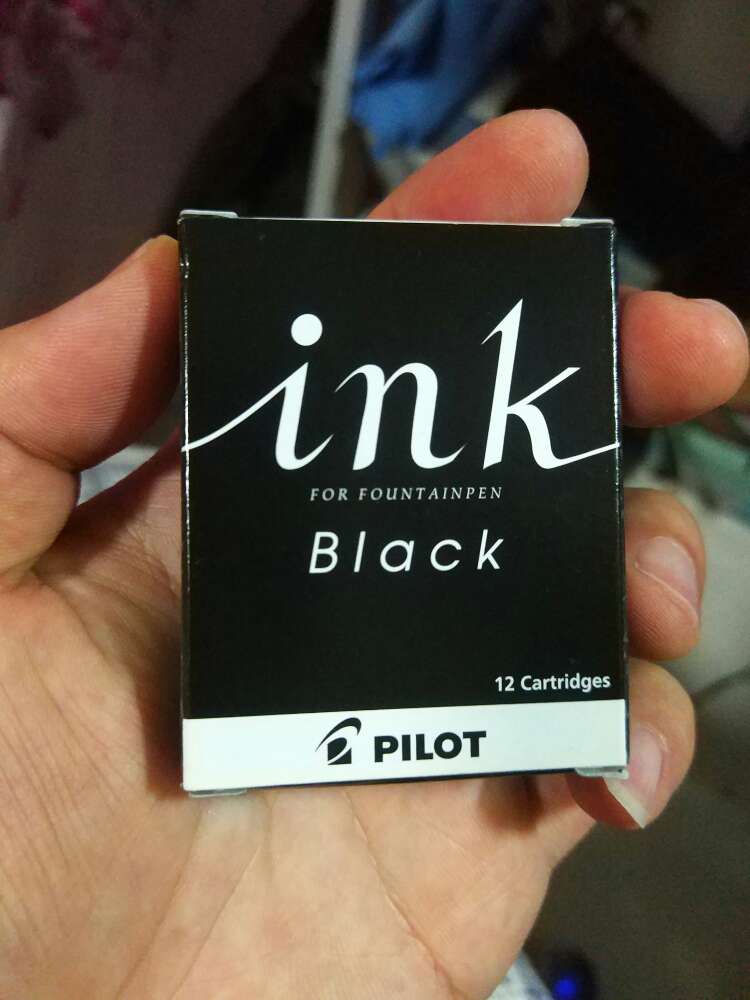 ink
FOR FOUNTAINPEN
Black
12 Cartridges
PILOT